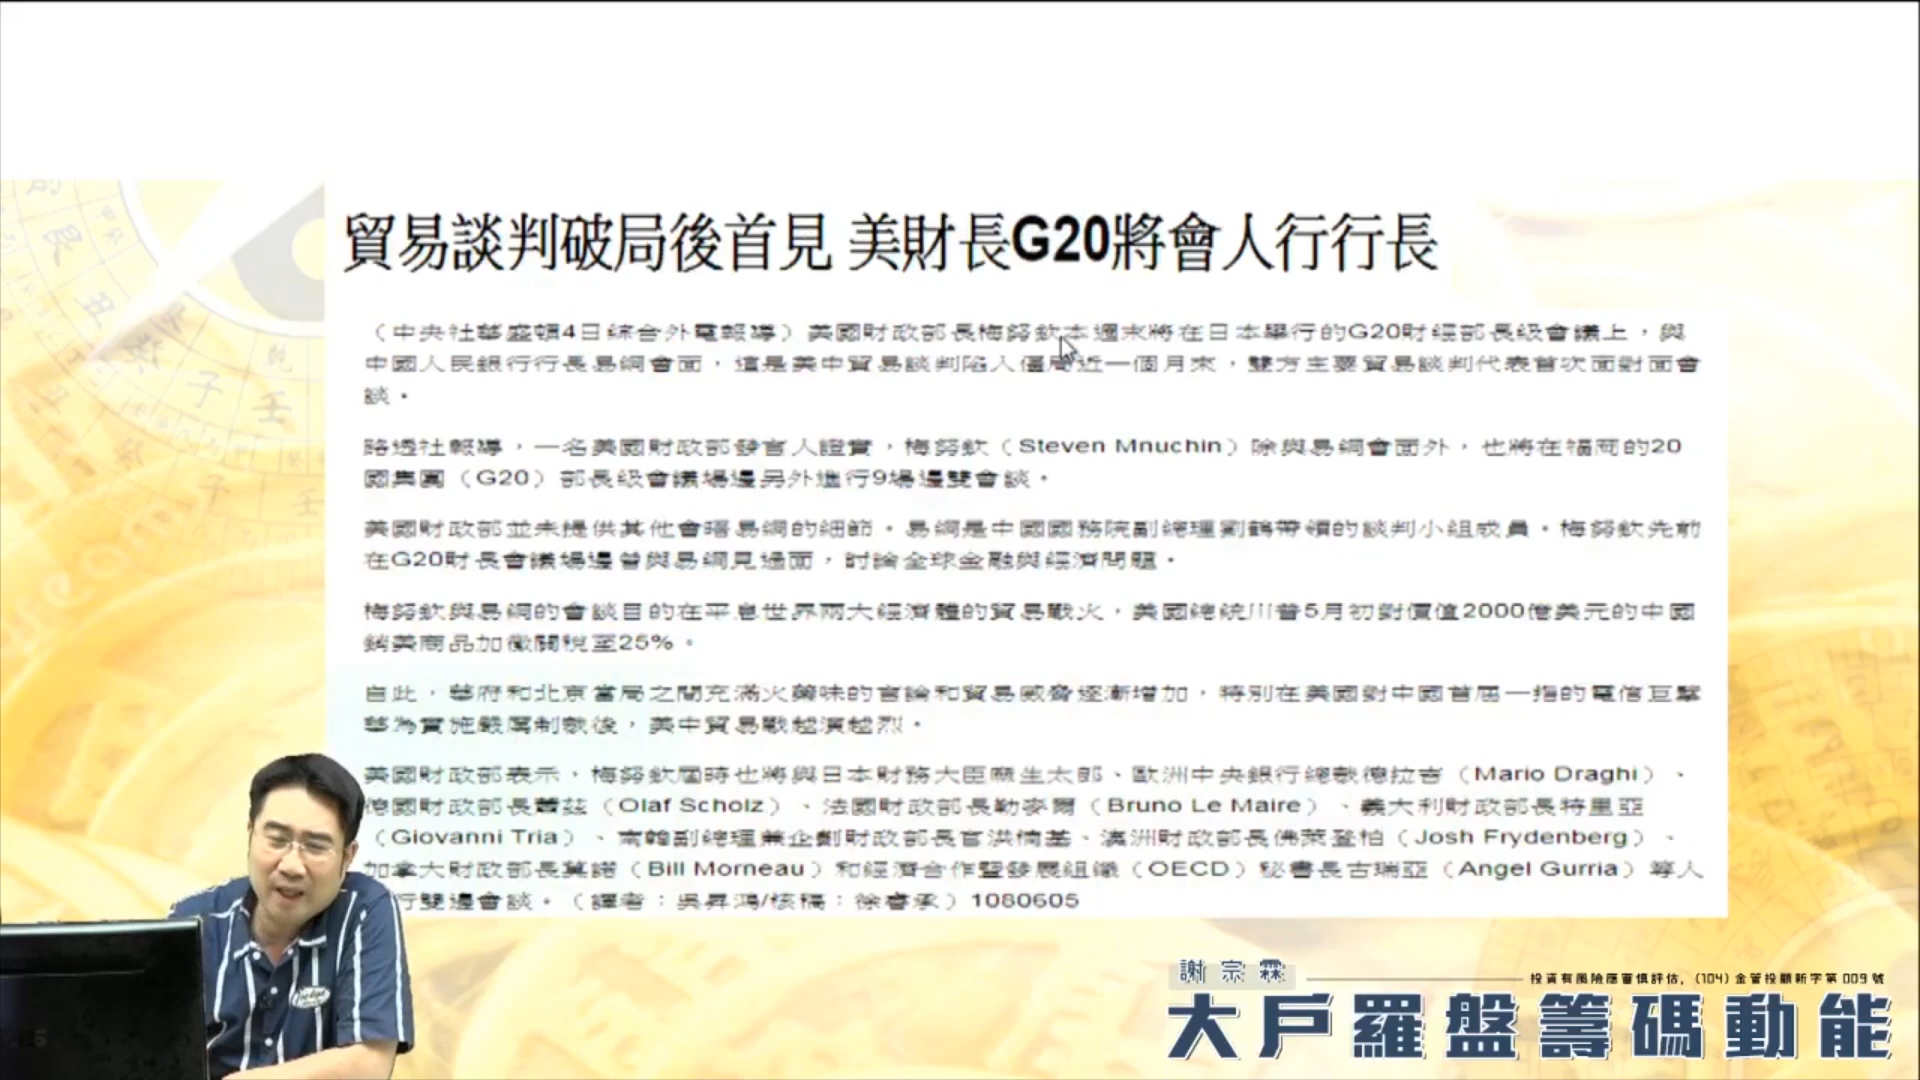 貿易談判破局後首見 美財長G20將會人行行長
（中央社華盛頓4日綜合外電報導）美國財政部長梅努欽本週末將在日本舉行的G20財經部長級會議上，與
中國人民銀行行長易綱會面，這是美中貿易談判陷入僵局近一個月來，雙方主要貿易談判代表首次面對面會
談。
路透社報導，一名美國財政部發言人證實，梅努欽（Steven Mnuchin）除與易綱會面外，也將在福岡的20
國集團（G20）部長級會議場邊另外進行9場邊雙會談。
美國財政部並未提供其他會晤易綱的細節。易綱是中國國務院副總理劉鶴帶領的談判小組成員。梅努欽先前
在G20財長會議場邊曾與易綱見過面，討論全球金融與經濟問題。
梅努欽與易綱的會談目的在平息世界兩大經濟體的貿易戰火，美國總統川普5月初對價值2000億美元的中國
銷美商品加徵關稅至25%。
自此，華府和北京當局之間充滿火藥味的言論和貿易威脅逐漸增加，特別在美國對中國首屈一指的電信巨擘
華為實施嚴厲制裁後，美中貿易戰越演越烈。
美國財政部表示，梅努欽屆時也將與日本財務大臣麻生太郎、歐洲中央銀行總裁德拉吉（Mario Draghi）、
德國財政部長蕭茲（Olaf Scholz）、法國財政部長勒麥爾（Bruno Le Maire）、義大利財政部長特里亞
（Giovanni Tria）、南韓副總理兼企劃財政部長官洪楠基、澳洲財政部長佛萊登柏（Josh Frydenberg）、
加拿大財政部長莫諾（Bill Morneau）和經濟合作暨發展組織（OECD）秘書長古瑞亞（Angel Gurria）等人
行雙邊會談。（譯者：吳昇鴻/核稿：徐睿承）1080605
謝宗霖
投資有風險應審慎評估，(104) 金管投顧新字第 009 號
大戶羅盤籌碼動能